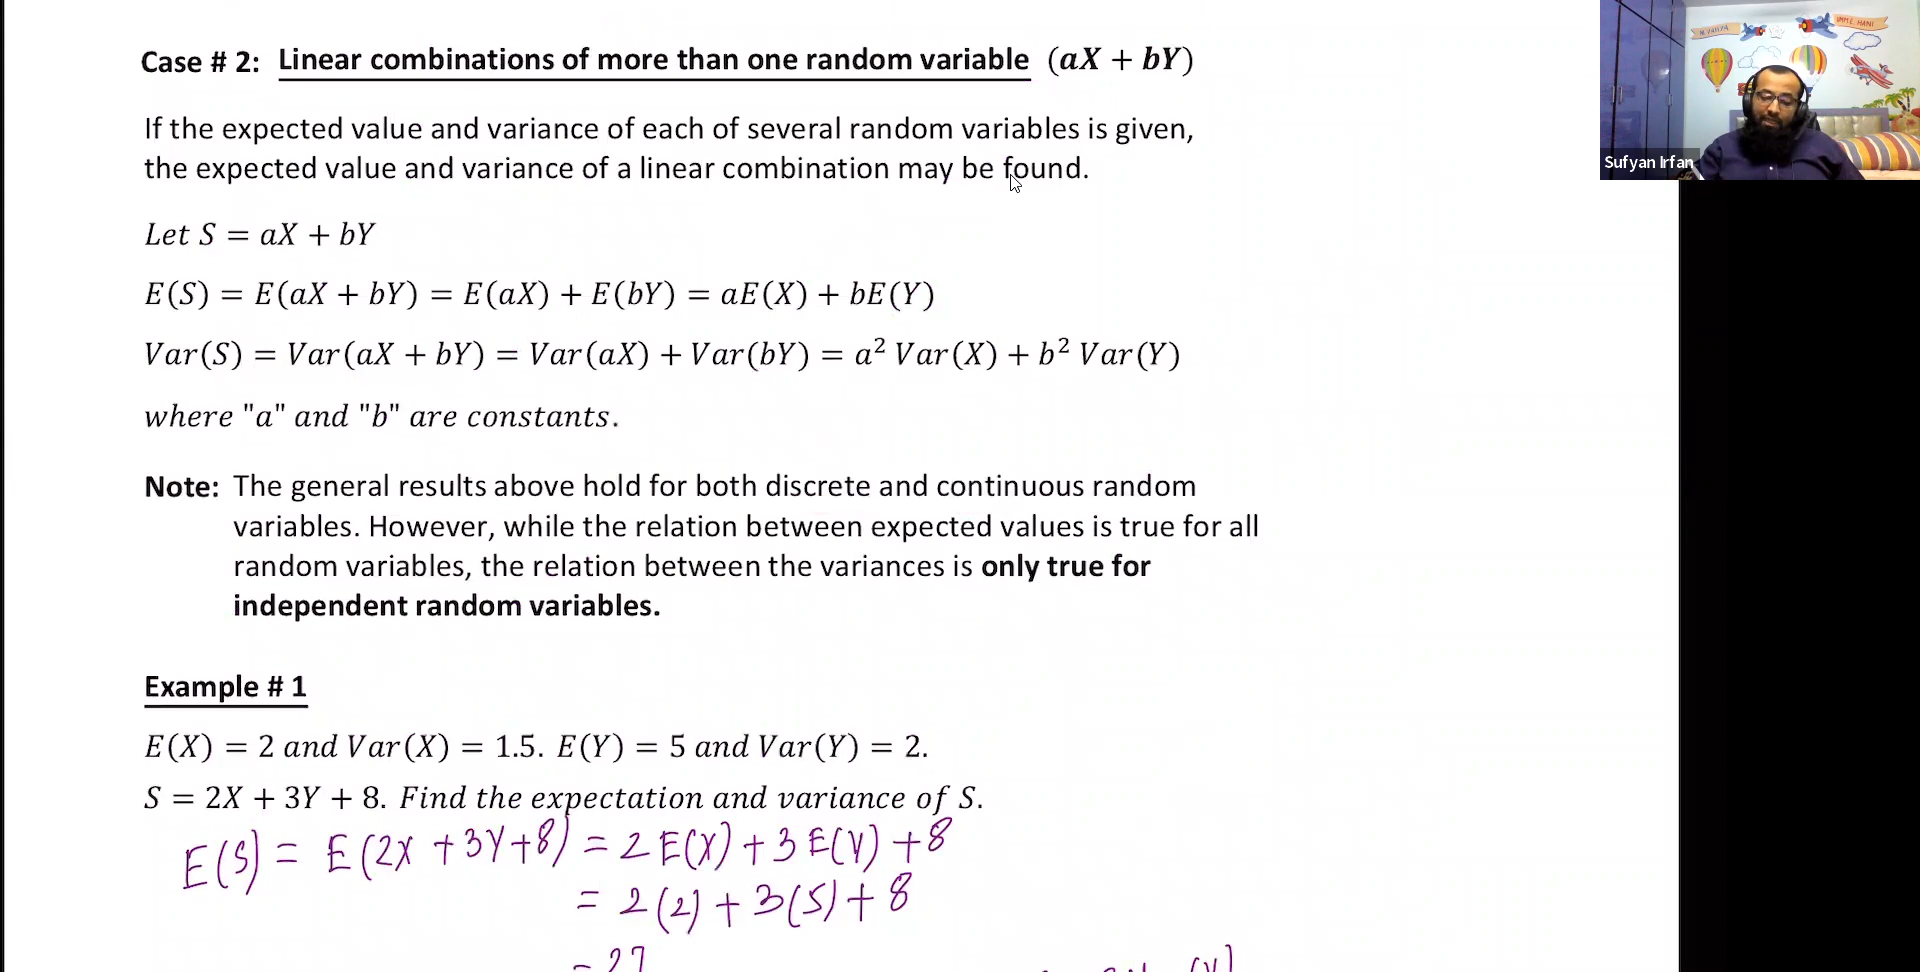 Case # 2: Linear combinations of more than one random variable (aX + bY)
If the expected value and variance of each of several random variables is given,
the expected value and variance of a linear combination may be found.
Let S = aX + bY
E(S) = E(aX + bY) = E(aX) + E(bY) = aE(X) + bE(Y)
Var(S) = Var(aX + bY) = Var(aX) + Var(bY) = a² Var(X) + b² Var(Y)
where "a" and "b" are constants.
Note: The general results above hold for both discrete and continuous random
variables. However, while the relation between expected values is true for all
random variables, the relation between the variances is only true for
independent random variables.
Example # 1
E(X) = 2 and Var(X) = 1.5. E(Y) = 5 and Var(Y) = 2.
S = 2X + 3Y + 8. Find the expectation and variance of S.
E(S) = E(2X + 3Y + 8) = 2 E(X) + 3 E(Y) + 8
= 2(2) + 3(5) + 8
= 27
Sufyan Irfan